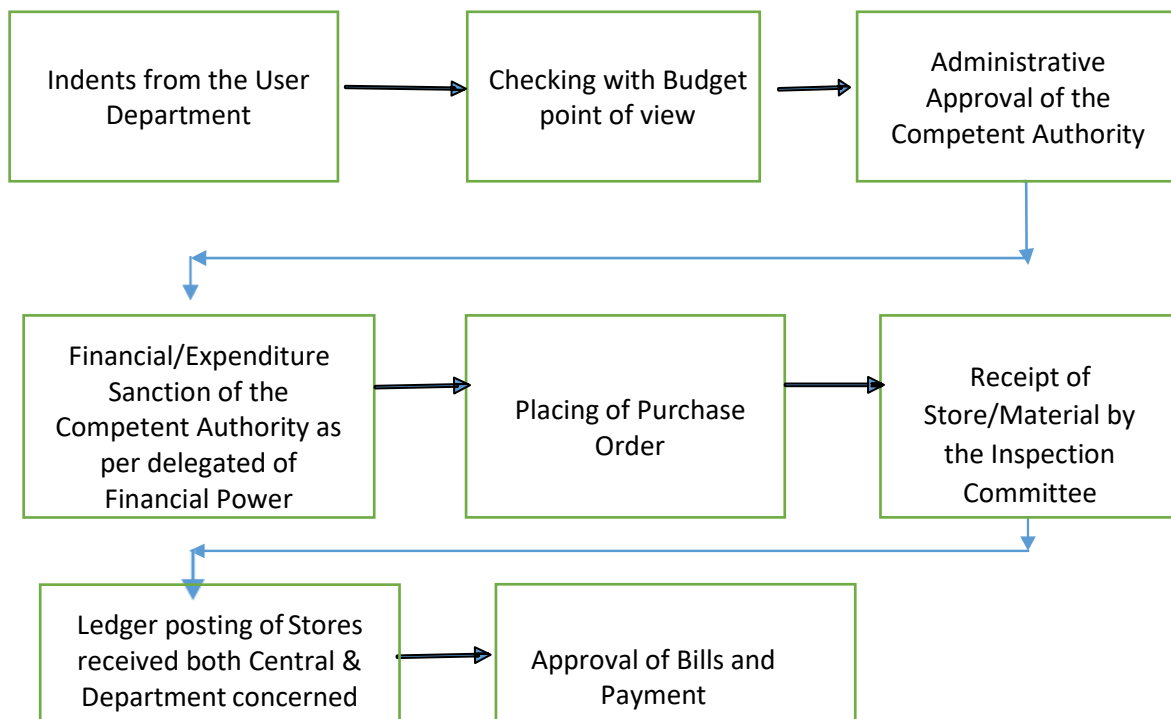 Indents from the User
Department
Checking with Budget
point of view
Administrative
Approval of the
Competent Authority
Financial/Expenditure
Sanction of the
Competent Authority as
per delegated of
Financial Power
Placing of Purchase
Order
Receipt of
Store/Material by
the Inspection
Committee
Ledger posting of Stores
received both Central &
Department concerned
Approval of Bills and
Payment